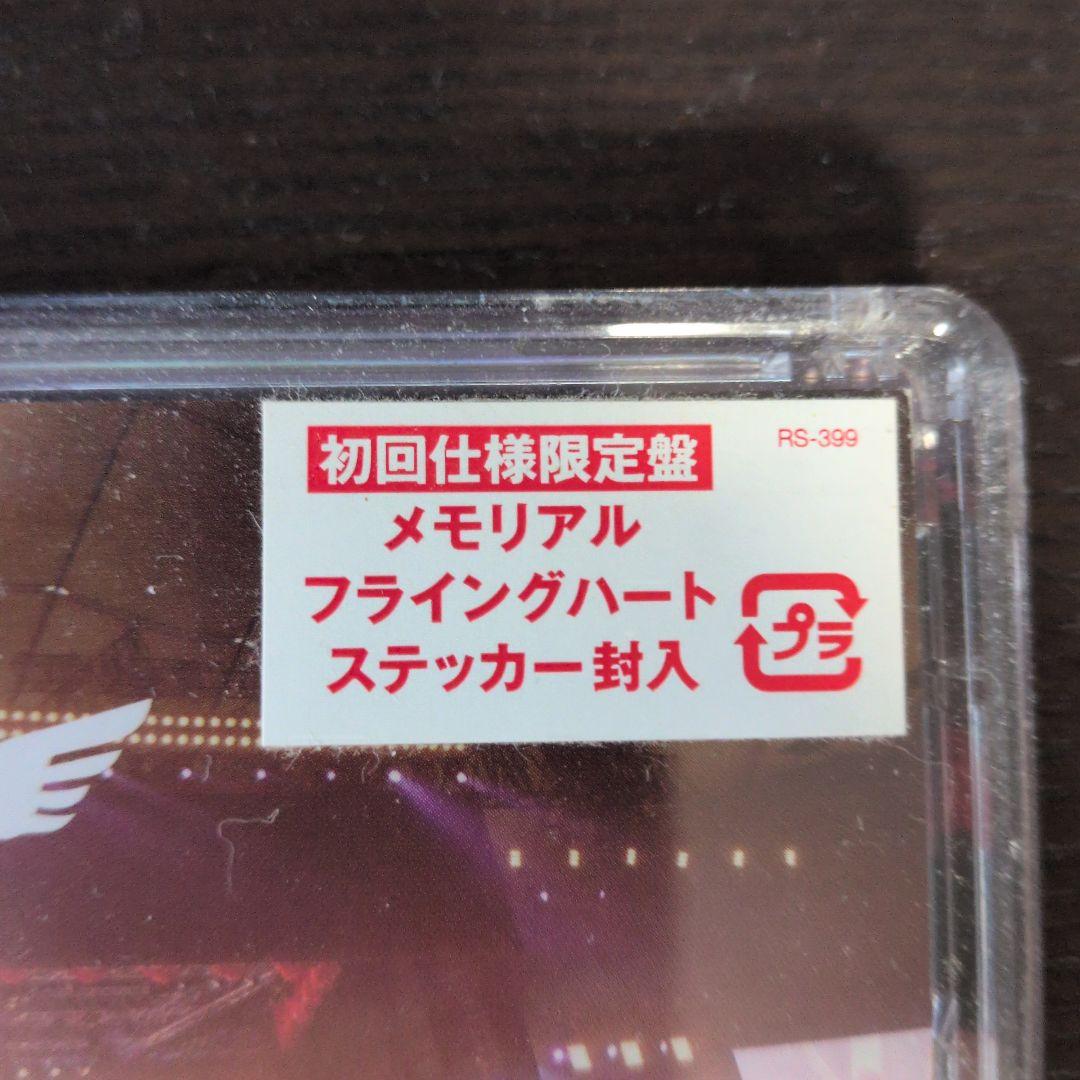 初回仕様限定盤
RS-399
メモリアル
フライングハート
ステッカー封入
プラ